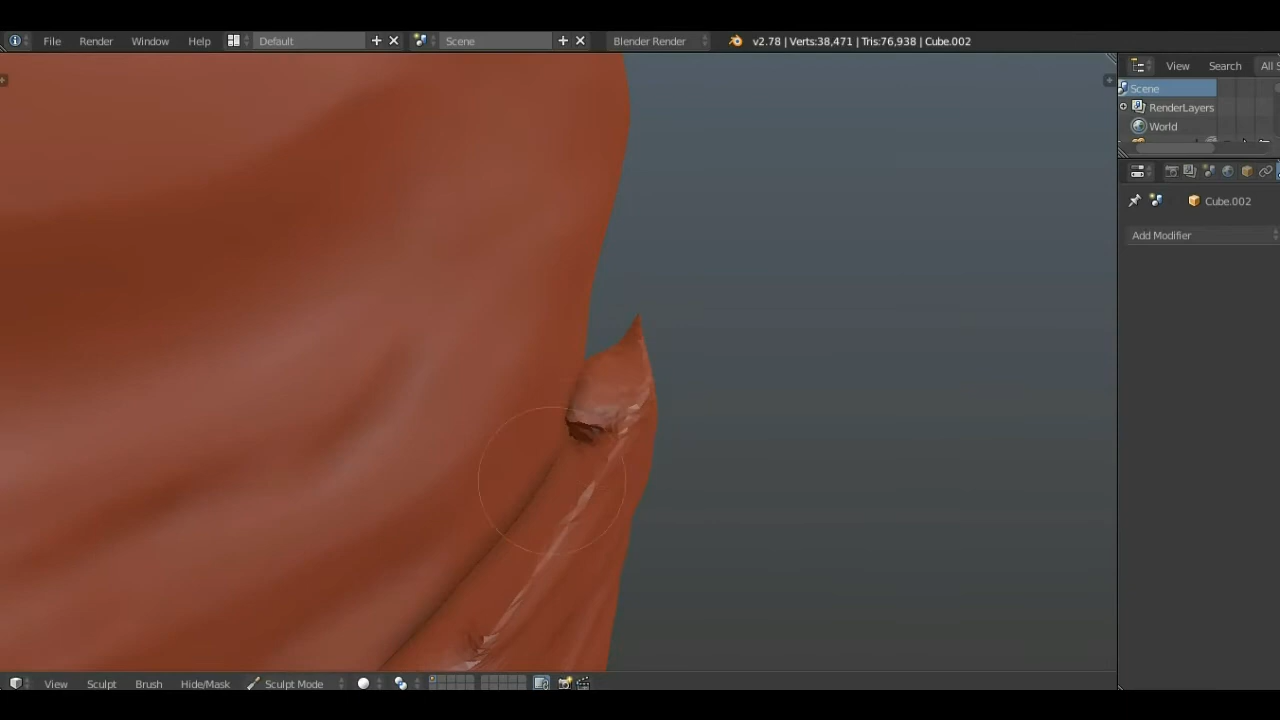 File Render Window Help Default Scene Blender Render v2.78 | Verts:38,471 | Tris:76,938 | Cube.002
View Search All S
Scene
RenderLayers
World
Cube.002
Add Modifier
View Sculpt Brush Hide/Mask Sculpt Mode